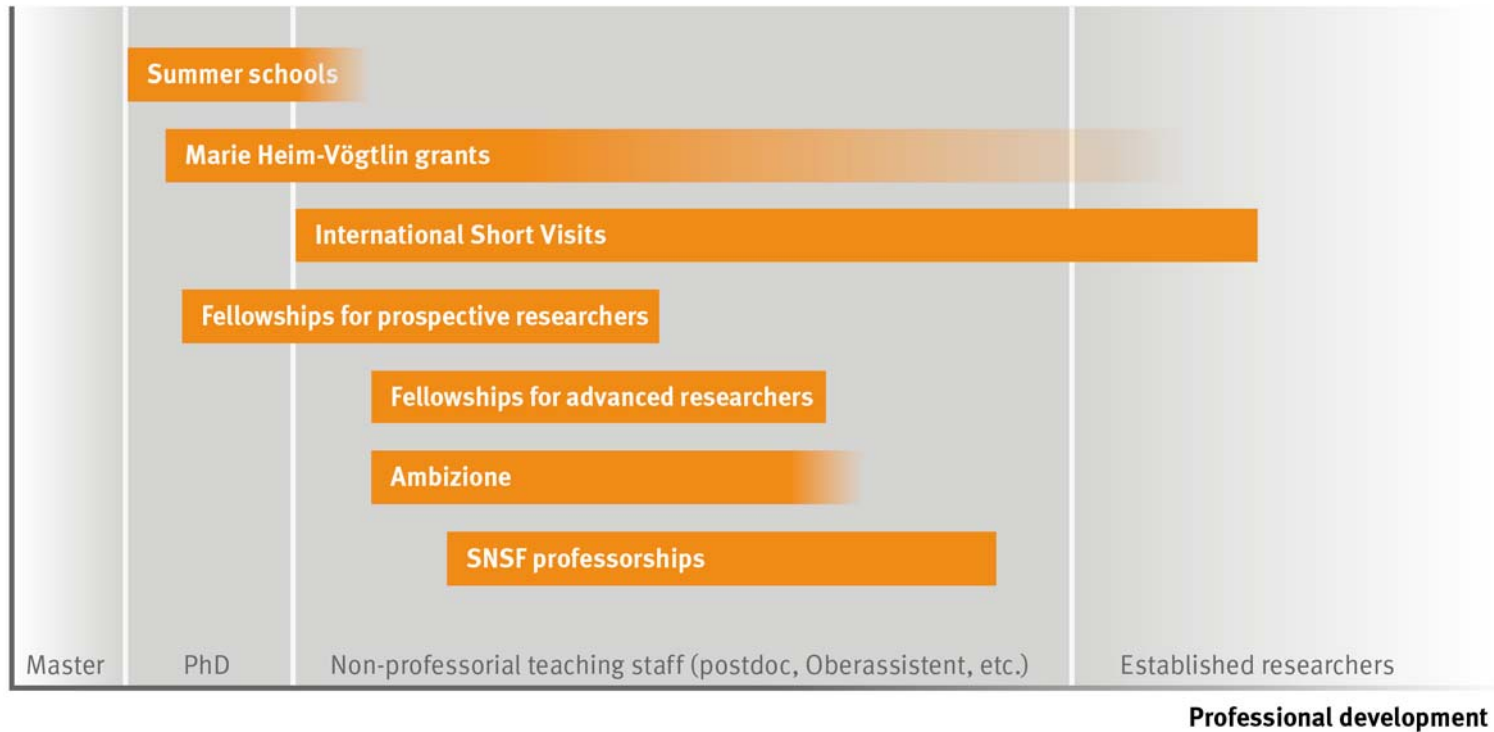 Summer schools
Marie Heim-Vögtlin grants
International Short Visits
Fellowships for prospective researchers
Fellowships for advanced researchers
Ambizione
SNSF professorships
Master
PhD
Non-professorial teaching staff (postdoc, Oberassistent, etc.)
Established researchers
Professional development